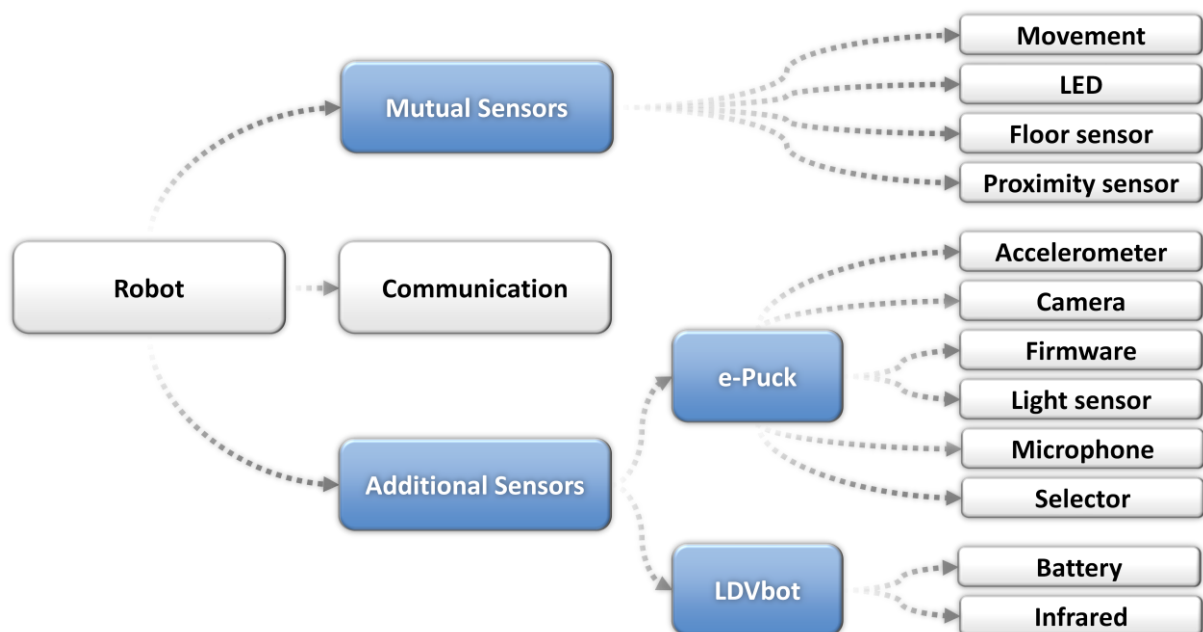 Movement
Mutual Sensors
LED
Floor sensor
Proximity sensor
Robot
Communication
Accelerometer
Camera
e-Puck
Firmware
Light sensor
Additional Sensors
Microphone
Selector
LDVbot
Battery
Infrared